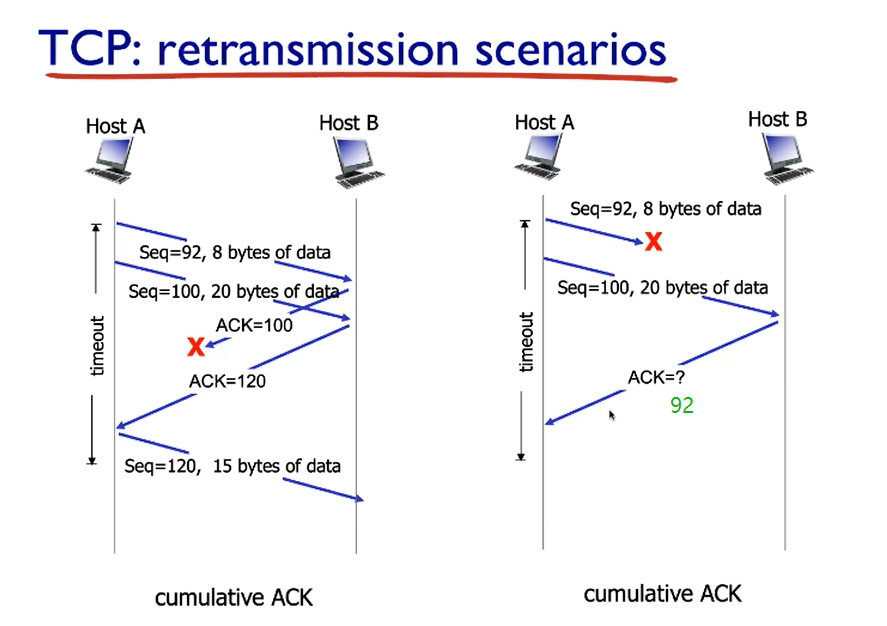 TCP: retransmission scenarios
Host A
Host B
Seq=92, 8 bytes of data
Seq=100, 20 bytes of data
ACK=100
X
timeout
ACK=120
Seq=120, 15 bytes of data
cumulative ACK
Host A
Host B
Seq=92, 8 bytes of data
X
Seq=100, 20 bytes of data
timeout
ACK=?
92
cumulative ACK